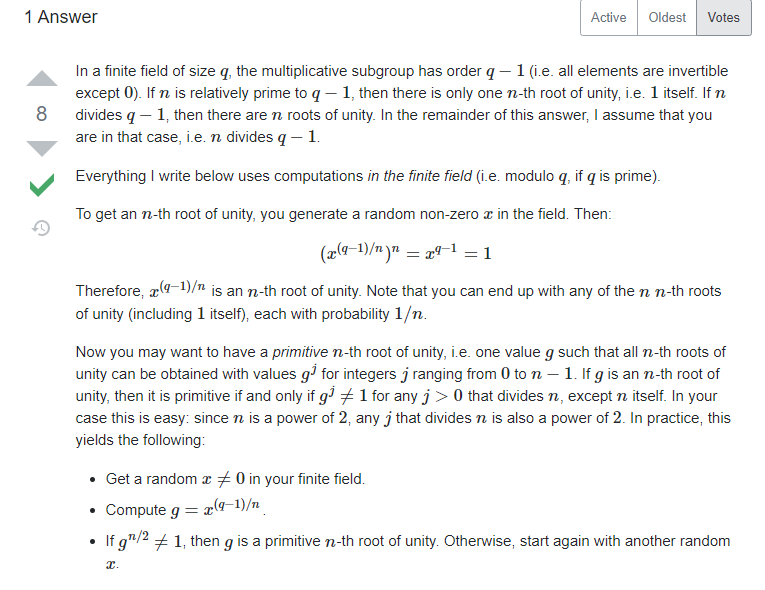 1 Answer
Active Oldest Votes
In a finite field of size q, the multiplicative subgroup has order q − 1 (i.e. all elements are invertible
except 0). If n is relatively prime to q − 1, then there is only one n-th root of unity, i.e. 1 itself. If n
8
divides q − 1, then there are n roots of unity. In the remainder of this answer, I assume that you
are in that case, i.e. n divides q − 1.
Everything I write below uses computations in the finite field (i.e. modulo q, if q is prime).
To get an n-th root of unity, you generate a random non-zero x in the field. Then:
(x^{(q−1)/n})^n = x^{q−1} = 1
Therefore, x^{(q−1)/n} is an n-th root of unity. Note that you can end up with any of the n n-th roots
of unity (including 1 itself), each with probability 1/n.
Now you may want to have a primitive n-th root of unity, i.e. one value g such that all n-th roots of
unity can be obtained with values g^j for integers j ranging from 0 to n − 1. If g is an n-th root of
unity, then it is primitive if and only if g^j ≠ 1 for any j > 0 that divides n, except n itself. In your
case this is easy: since n is a power of 2, any j that divides n is also a power of 2. In practice, this
yields the following:
• Get a random x ≠ 0 in your finite field.
• Compute g = x^{(q−1)/n}.
• If g^{n/2} ≠ 1, then g is a primitive n-th root of unity. Otherwise, start again with another random
x.